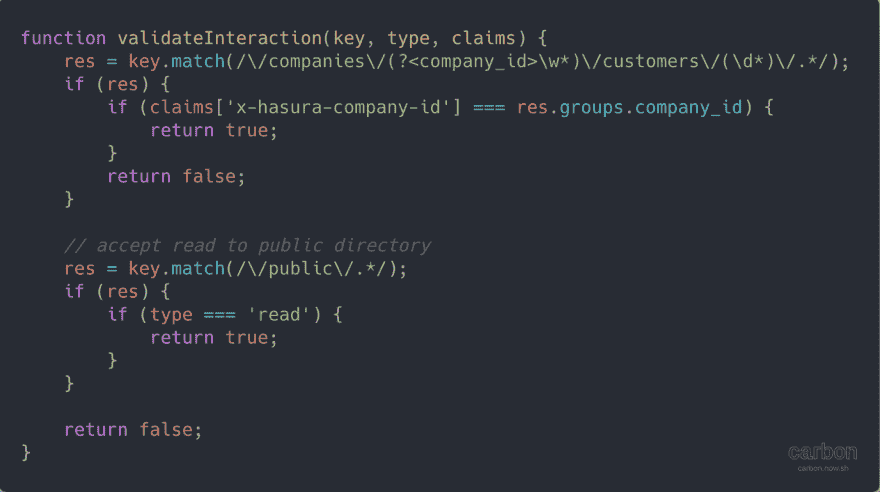 function validateInteraction(key, type, claims) {
    res = key.match(/\/companies\/(?<company_id>\w*)\/customers\/(\d*)\/.*/);
    if (res) {
        if (claims['x-hasura-company-id'] === res.groups.company_id) {
            return true;
        }
        return false;
    }

    // accept read to public directory
    res = key.match(/\/public\/.*/);
    if (res) {
        if (type === 'read') {
            return true;
        }
    }

    return false;
}
carbon
carbon.now.sh